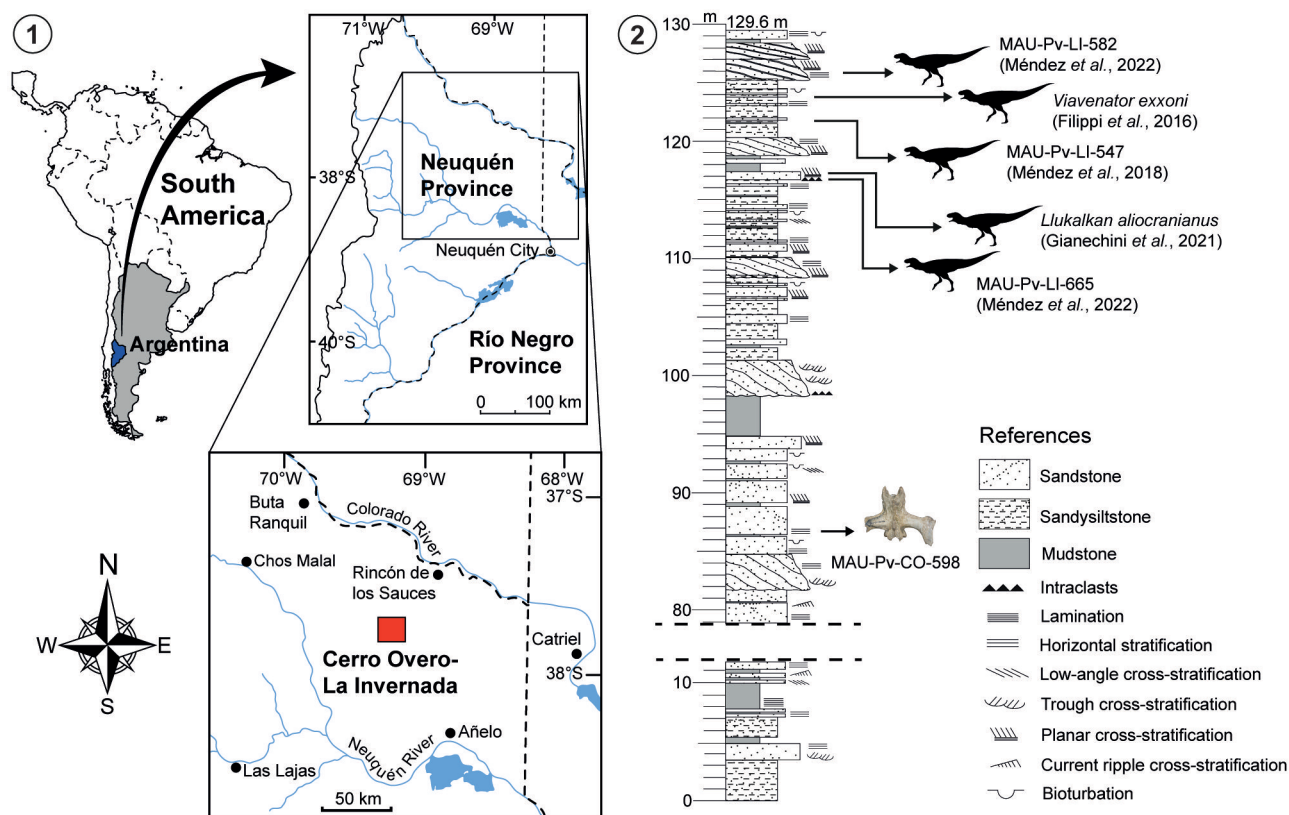 1
South
America
Argentina
71°W
69°W
38°S
40°S
Neuquén
Province
Neuquén City
Río Negro
Province
0 100 km
70°W
69°W
68°W
37°S
38°S
Buta
Ranquil
Colorado River
Chos Malal
Rincón de
los Sauces
Catriel
Cerro Overo-
La Invernada
Añelo
Neuquén River
Las Lajas
50 km
N
W E
S
2
m
129.6 m
130
120
110
100
90
80
10
0
MAU-Pv-LI-582
(Méndez et al., 2022)
Viavenator exxoni
(Filippi et al., 2016)
MAU-Pv-LI-547
(Méndez et al., 2018)
Llukalkan aliocranianus
(Gianechini et al., 2021)
MAU-Pv-LI-665
(Méndez et al., 2022)
MAU-Pv-CO-598
References
Sandstone
Sandysiltstone
Mudstone
Intraclasts
Lamination
Horizontal stratification
Low-angle cross-stratification
Trough cross-stratification
Planar cross-stratification
Current ripple cross-stratification
Bioturbation